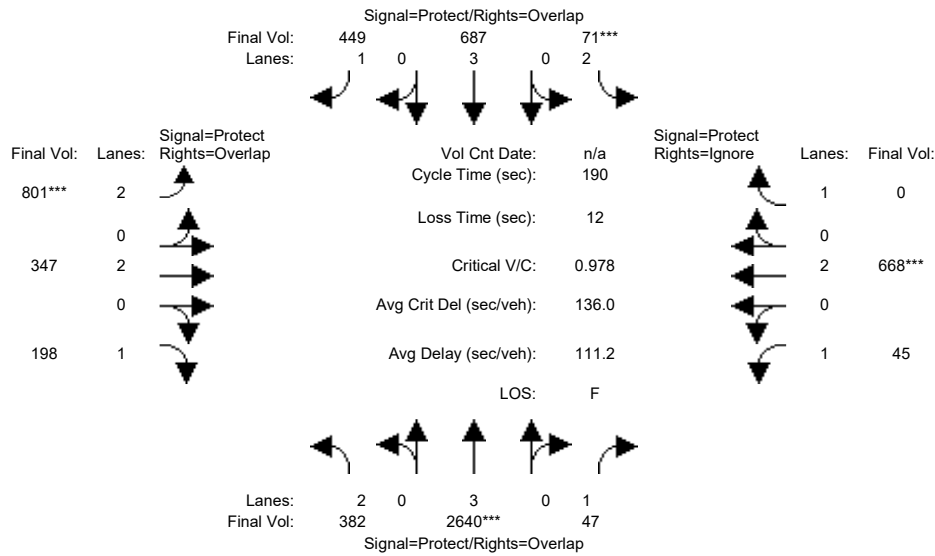 Signal=Protect/Rights=Overlap
Final Vol: 449 687 71***
Lanes: 1 0 3 0 2
Signal=Protect
Final Vol: Lanes: Rights=Overlap
Vol Cnt Date: n/a
Cycle Time (sec): 190
Signal=Protect
Rights=Ignore Lanes: Final Vol:
801*** 2
1 0
Loss Time (sec): 12
0
0
347 2
Critical V/C: 0.978
2 668***
0
Avg Crit Del (sec/veh): 136.0
0
198 1
Avg Delay (sec/veh): 111.2
1 45
LOS: F
Lanes: 2 0 3 0 1
Final Vol: 382 2640*** 47
Signal=Protect/Rights=Overlap